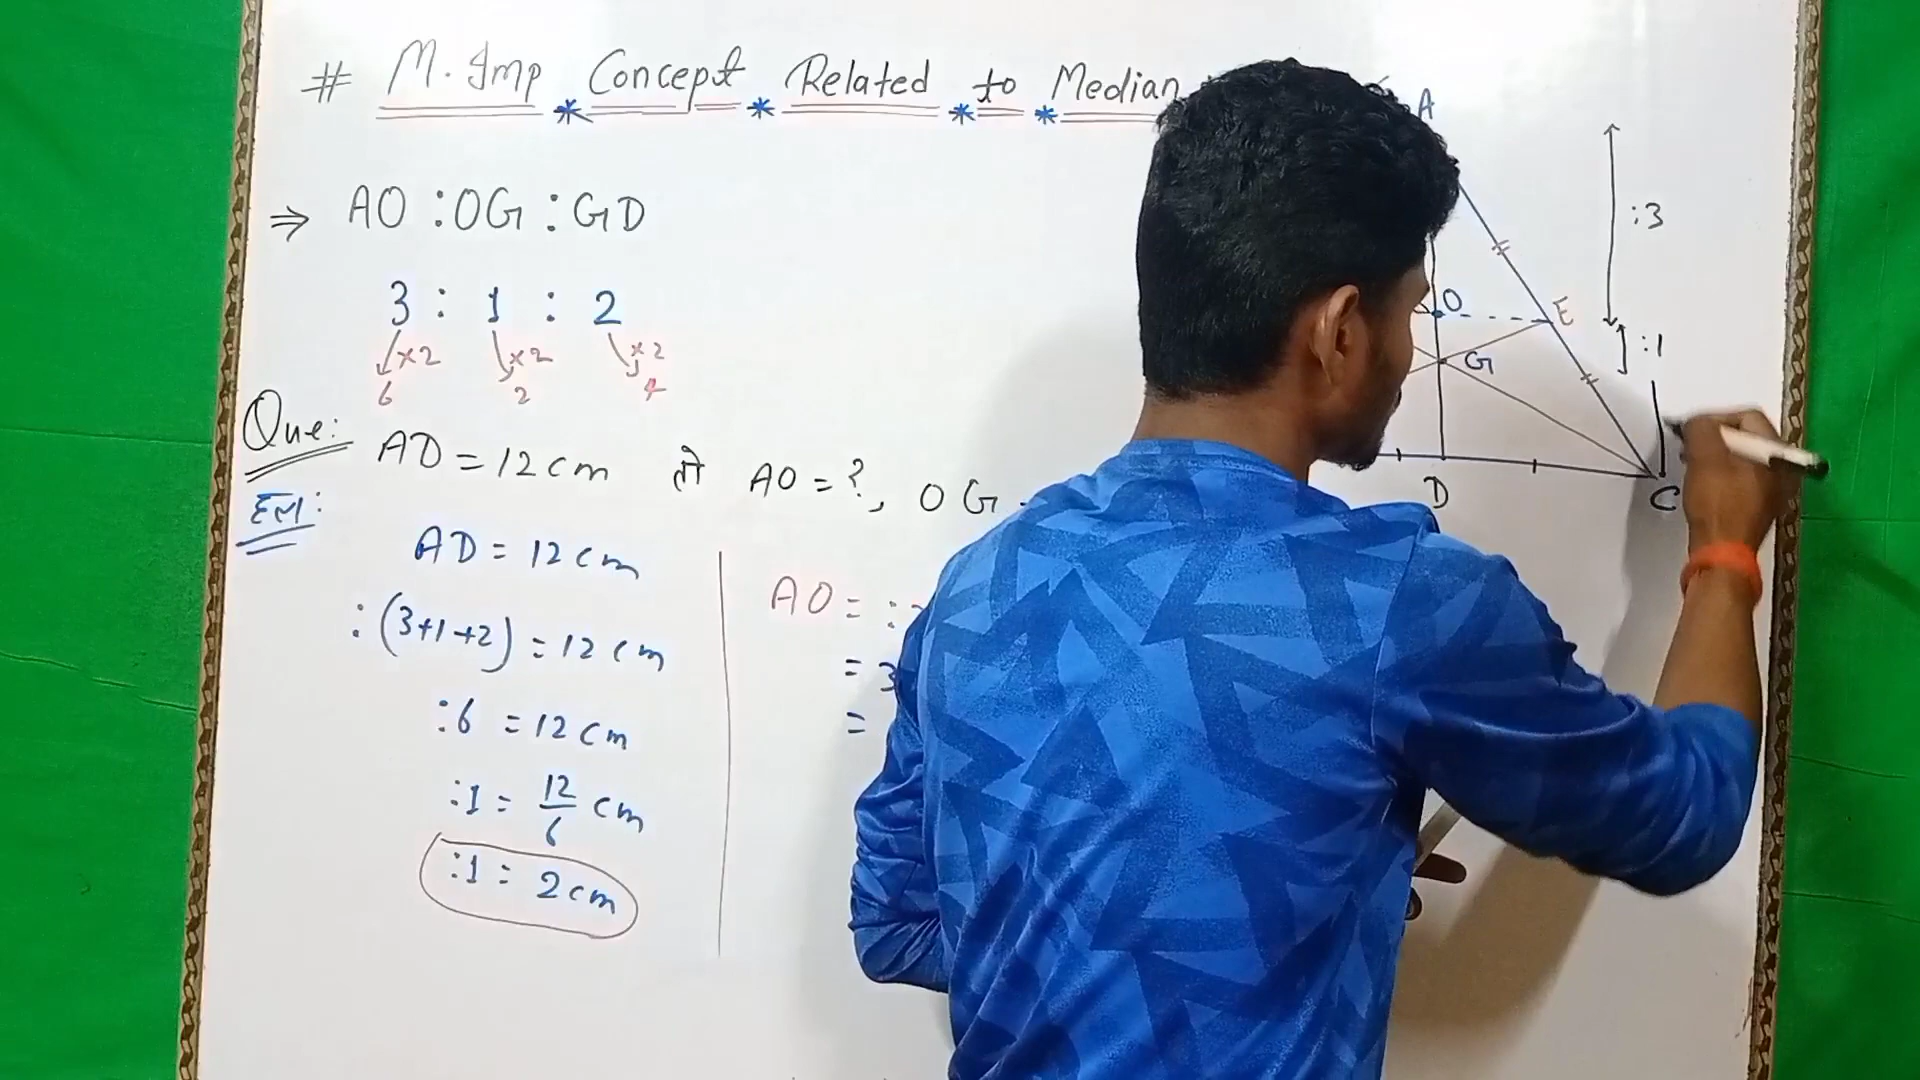 # M. Imp * Concept * Related * to * Median
⇒ AO : OG : GD
3 : 1 : 2
×2 ×2 ×2
6 2 4
Que: AD = 12 cm तो AO = ?, OG
हल:
AD = 12 cm
: (3+1+2) = 12 cm
:6 = 12 cm
:1 = 12/6 cm
:1 = 2 cm
AO = :
= 3
=
A
:3
O
E
:1
G
D
C